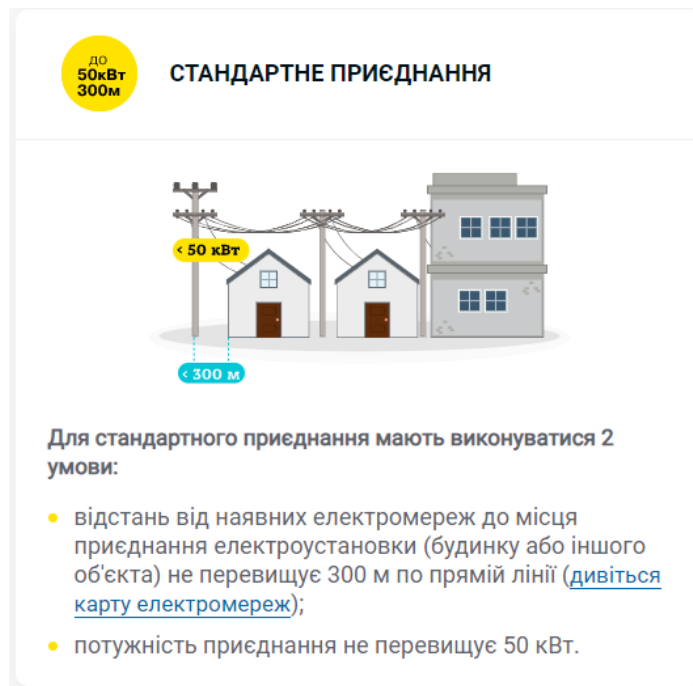 до
50кВт
300м
СТАНДАРТНЕ ПРИЄДНАННЯ
< 50 кВт
< 300 м
Для стандартного приєднання мають виконуватися 2
умови:
відстань від наявних електромереж до місця
приєднання електроустановки (будинку або іншого
об'єкта) не перевищує 300 м по прямій лінії (дивіться
карту електромереж);
потужність приєднання не перевищує 50 кВт.